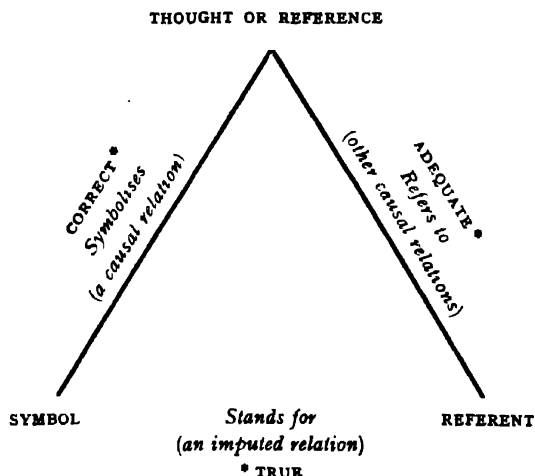 THOUGHT OR REFERENCE
CORRECT *
Symbolises
(a causal relation)
ADEQUATE *
Refers to
(other causal relations)
SYMBOL
Stands for
(an imputed relation)
* TRUE
REFERENT